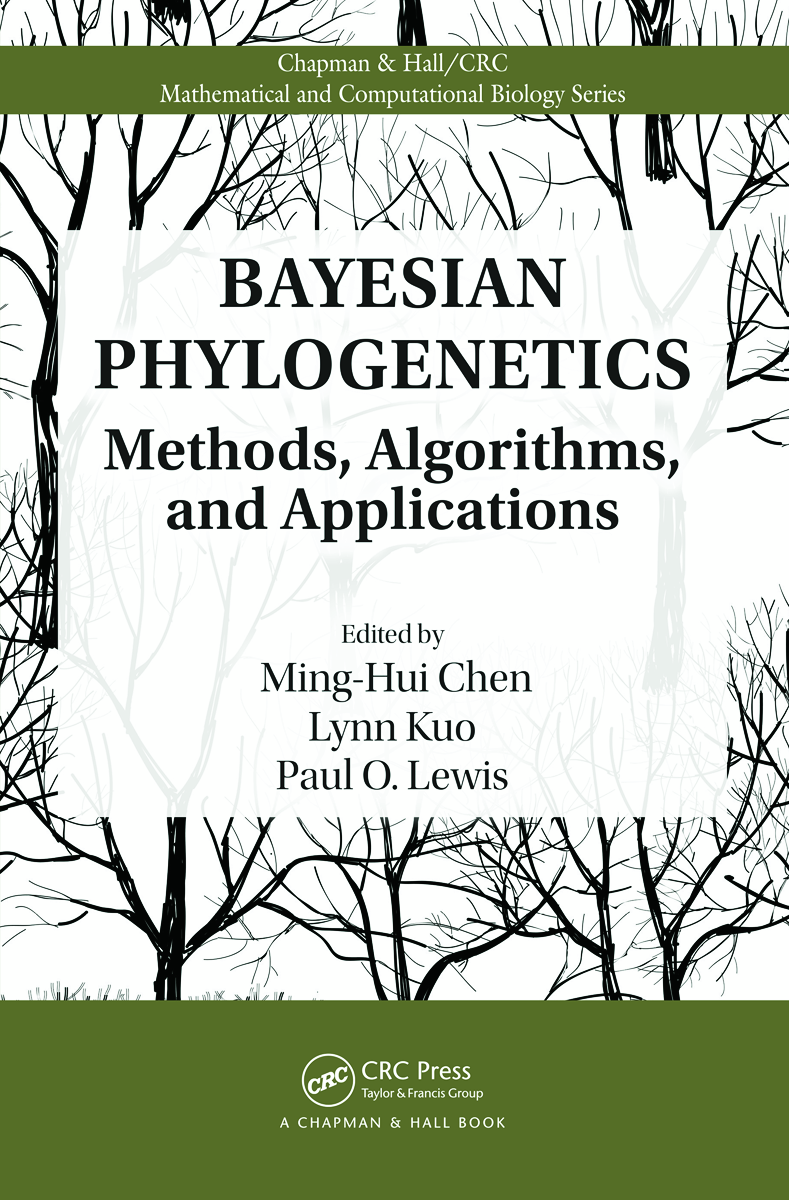 Chapman & Hall/CRC
Mathematical and Computational Biology Series
BAYESIAN
PHYLOGENETICS
Methods, Algorithms,
and Applications
Edited by
Ming-Hui Chen
Lynn Kuo
Paul O. Lewis
CRC
CRC Press
Taylor & Francis Group
A CHAPMAN & HALL BOOK